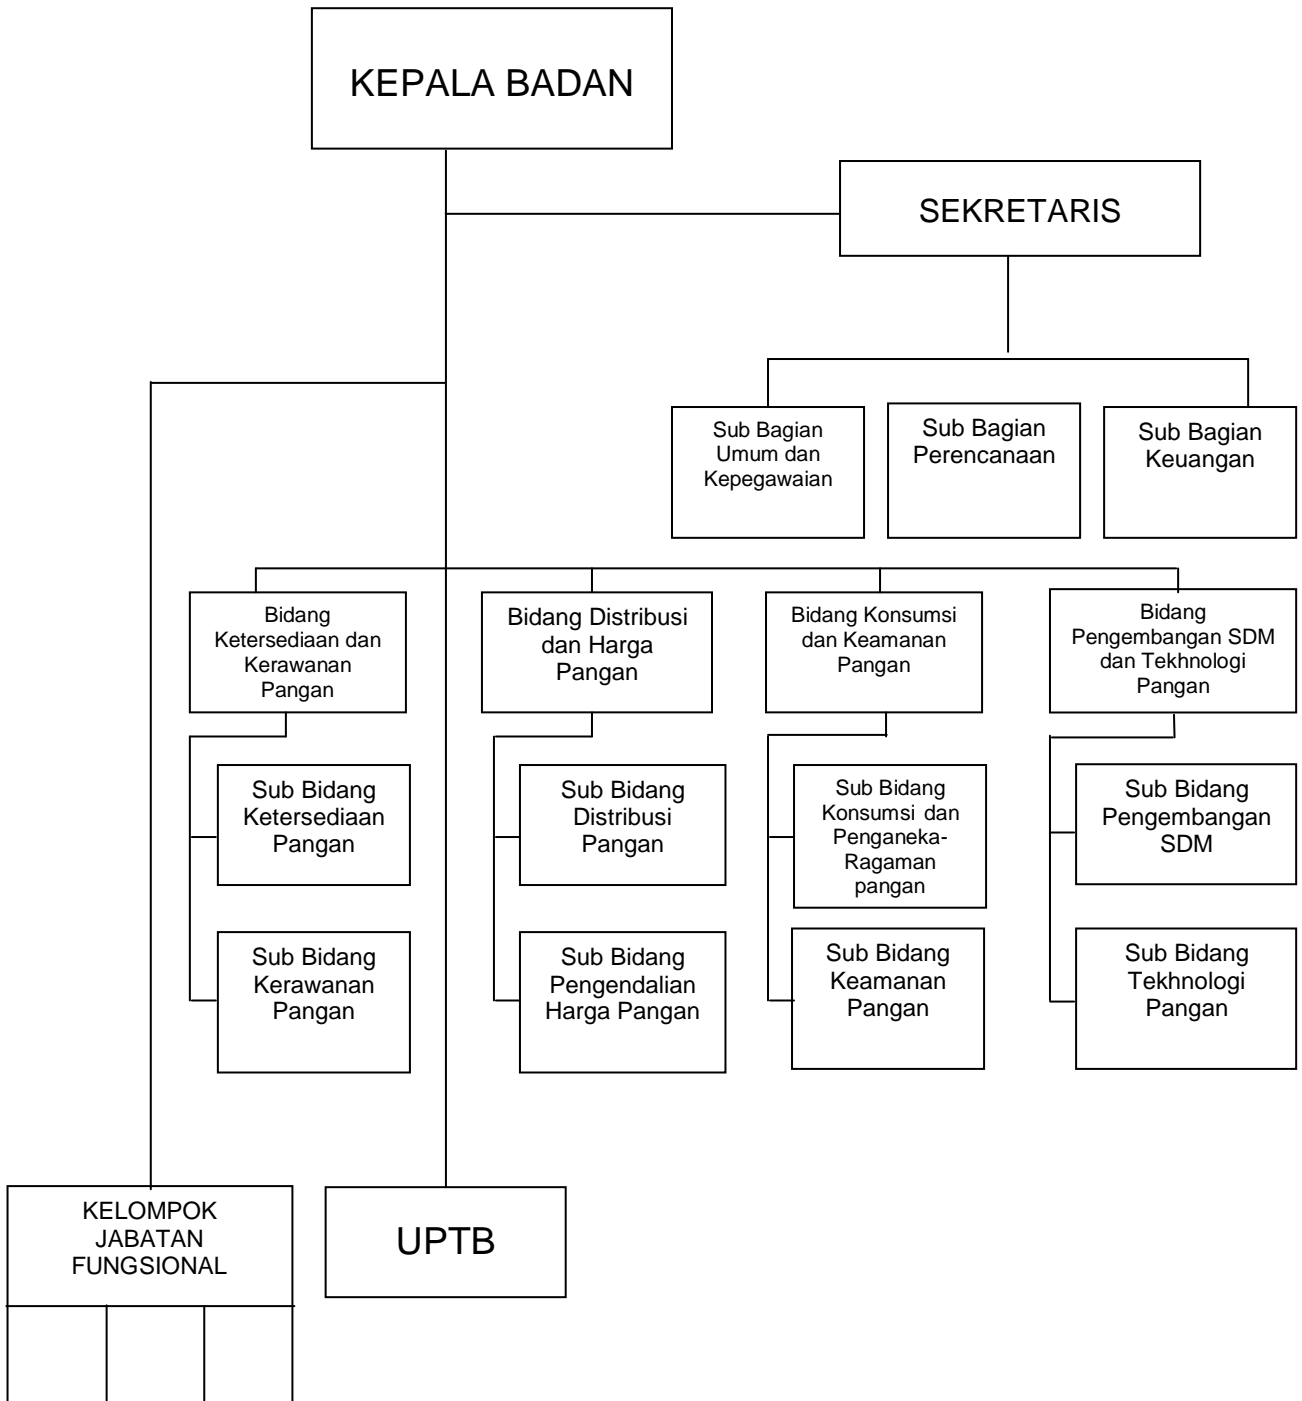 KEPALA BADAN
SEKRETARIS
Sub Bagian
Umum dan
Kepegawaian
Sub Bagian
Perencanaan
Sub Bagian
Keuangan
Bidang
Ketersediaan dan
Kerawanan
Pangan
Bidang Distribusi
dan Harga
Pangan
Bidang Konsumsi
dan Keamanan
Pangan
Bidang
Pengembangan SDM
dan Tekhnologi
Pangan
Sub Bidang
Ketersediaan
Pangan
Sub Bidang
Distribusi
Pangan
Sub Bidang
Konsumsi dan
Penganeka-
Ragaman
pangan
Sub Bidang
Pengembangan
SDM
Sub Bidang
Kerawanan
Pangan
Sub Bidang
Pengendalian
Harga Pangan
Sub Bidang
Keamanan
Pangan
Sub Bidang
Tekhnologi
Pangan
KELOMPOK
JABATAN
FUNGSIONAL
UPTB